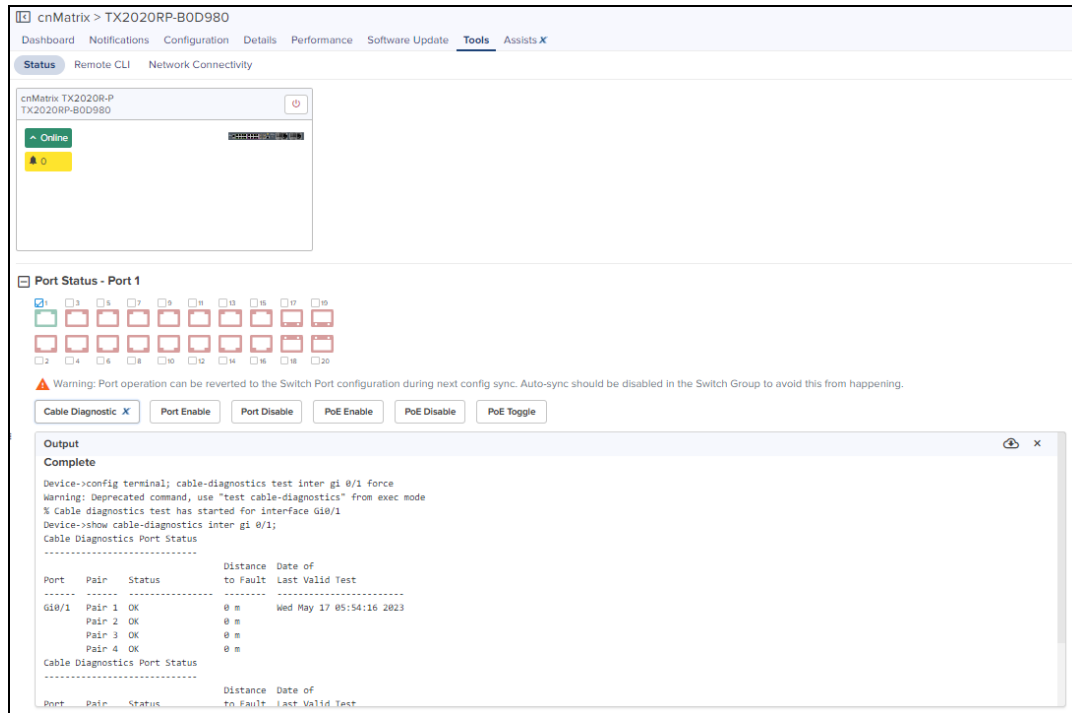 cnMatrix > TX2020RP-B0D980
Dashboard Notifications Configuration Details Performance Software Update Tools Assists X
Status Remote CLI Network Connectivity
cnMatrix TX2020R-P
TX2020RP-B0D980
Online
0
Port Status - Port 1
1 3 5 7 9 11 13 15 17 19
2 4 6 8 10 12 14 16 18 20
Warning: Port operation can be reverted to the Switch Port configuration during next config sync. Auto-sync should be disabled in the Switch Group to avoid this from happening.
Cable Diagnostic X Port Enable Port Disable PoE Enable PoE Disable PoE Toggle
Output
Complete
Device->config terminal; cable-diagnostics test inter gi 0/1 force
Warning: Deprecated command, use "test cable-diagnostics" from exec mode
% Cable diagnostics test has started for interface Gi0/1
Device->show cable-diagnostics inter gi 0/1;
Cable Diagnostics Port Status
----------------------------
Distance Date of
Port Pair Status to Fault Last Valid Test
------ ------ ---------------- -------- ------------------------
Gi0/1 Pair 1 OK 0 m Wed May 17 05:54:16 2023
Pair 2 OK 0 m
Pair 3 OK 0 m
Pair 4 OK 0 m
Cable Diagnostics Port Status
----------------------------
Distance Date of
Port Pair Status to Fault Last Valid Test